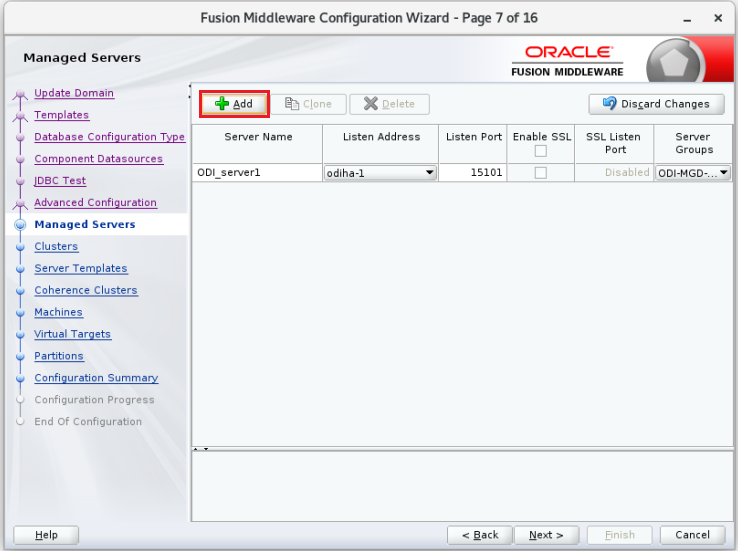 Fusion Middleware Configuration Wizard - Page 7 of 16
Managed Servers
ORACLE
FUSION MIDDLEWARE
Update Domain
Templates
Database Configuration Type
Component Datasources
JDBC Test
Advanced Configuration
Managed Servers
Clusters
Server Templates
Coherence Clusters
Machines
Virtual Targets
Partitions
Configuration Summary
Configuration Progress
End Of Configuration
Add Clone Delete Discard Changes
Server Name Listen Address Listen Port Enable SSL SSL Listen Port Server Groups
ODI_server1 odiha-1 15101 Disabled ODI-MGD-...
Help < Back Next > Finish Cancel